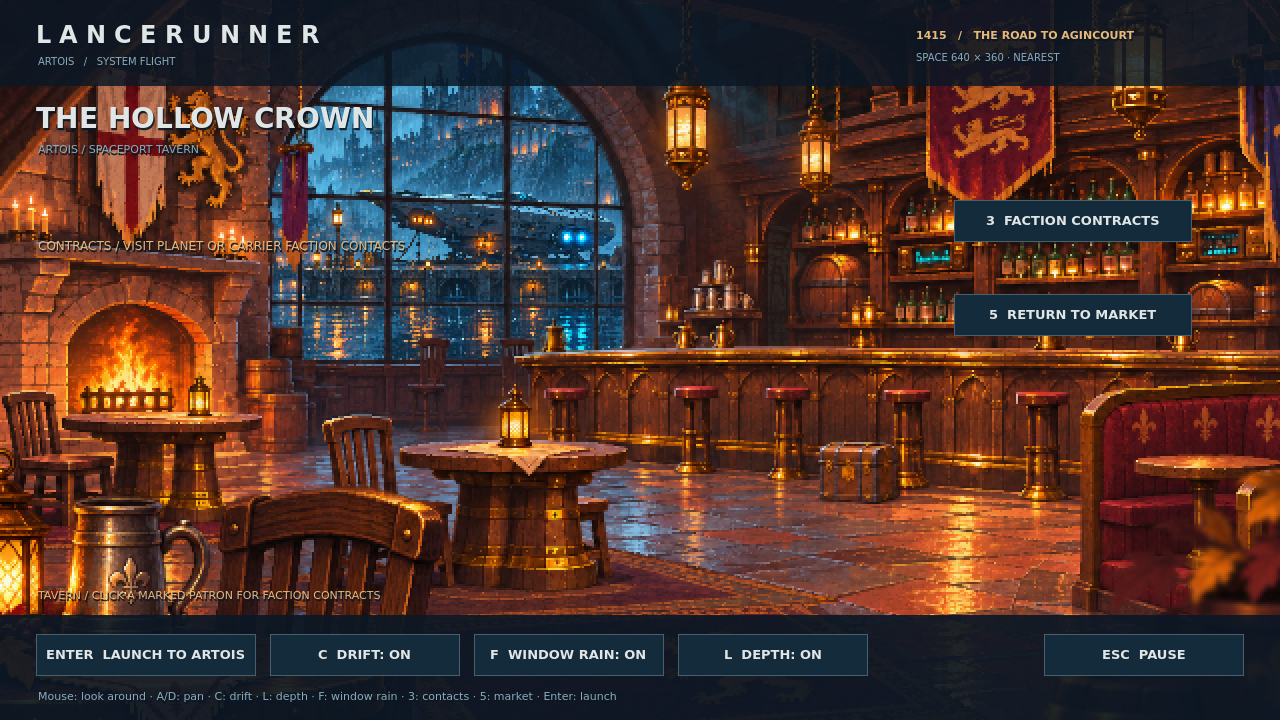 LANCERUNNER
ARTOIS / SYSTEM FLIGHT
1415 / THE ROAD TO AGINCOURT
SPACE 640 × 360 · NEAREST
THE HOLLOW CROWN
ARTOIS / SPACEPORT TAVERN
CONTRACTS / VISIT PLANET OR CARRIER FACTION CONTACTS
3 FACTION CONTRACTS
5 RETURN TO MARKET
TAVERN / CLICK A MARKED PATRON FOR FACTION CONTRACTS
ENTER LAUNCH TO ARTOIS
C DRIFT: ON
F WINDOW RAIN: ON
L DEPTH: ON
ESC PAUSE
Mouse: look around · A/D: pan · C: drift · L: depth · F: window rain · 3: contacts · 5: market · Enter: launch